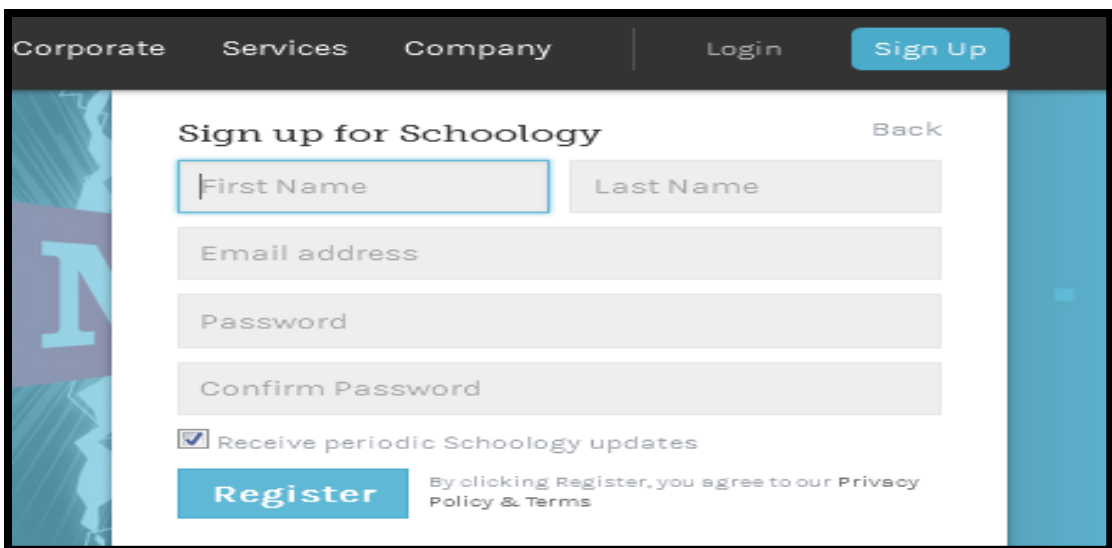 Corporate Services Company Login Sign Up
Sign up for Schoology Back
First Name Last Name
Email address
Password
Confirm Password
Receive periodic Schoology updates
Register By clicking Register, you agree to our Privacy
Policy & Terms
N